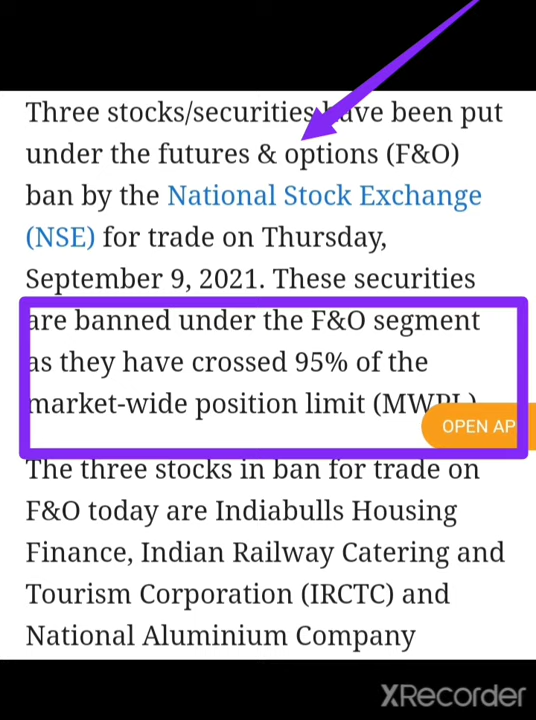 Three stocks/securities have been put
under the futures & options (F&O)
ban by the National Stock Exchange
(NSE) for trade on Thursday,
September 9, 2021. These securities
are banned under the F&O segment
as they have crossed 95% of the
market-wide position limit (MWPL).
OPEN AP
The three stocks in ban for trade on
F&O today are Indiabulls Housing
Finance, Indian Railway Catering and
Tourism Corporation (IRCTC) and
National Aluminium Company
XRecorder